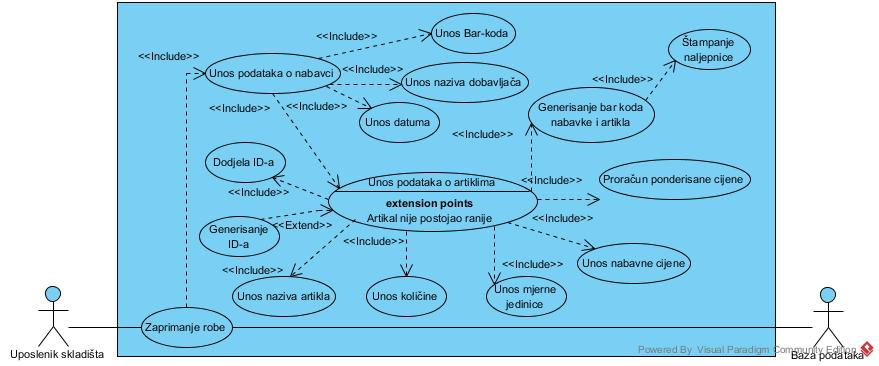 Unos Bar-koda
<<Include>>
Štampanje
naljepnice
<<Include>>
Unos podataka o nabavci
<<Include>>
Unos naziva dobavljača
<<Include>>
<<Include>>
<<Include>>
Generisanje bar koda
nabavke i artikla
Unos datuma
<<Include>>
Dodjela ID-a
Unos podataka o artiklima
<<Include>>
Proračun ponderisane cijene
<<Include>>
extension points
Artikal nije postojao ranije
<<Include>>
Generisanje
ID-a
<<Extend>>
<<Include>>
<<Include>>
<<Include>>
Unos nabavne cijene
Unos naziva artikla
Unos količine
Unos mjerne
jedinice
Zaprimanje robe
Uposlenik skladišta
Powered By Visual Paradigm Community Edition
Baza podataka